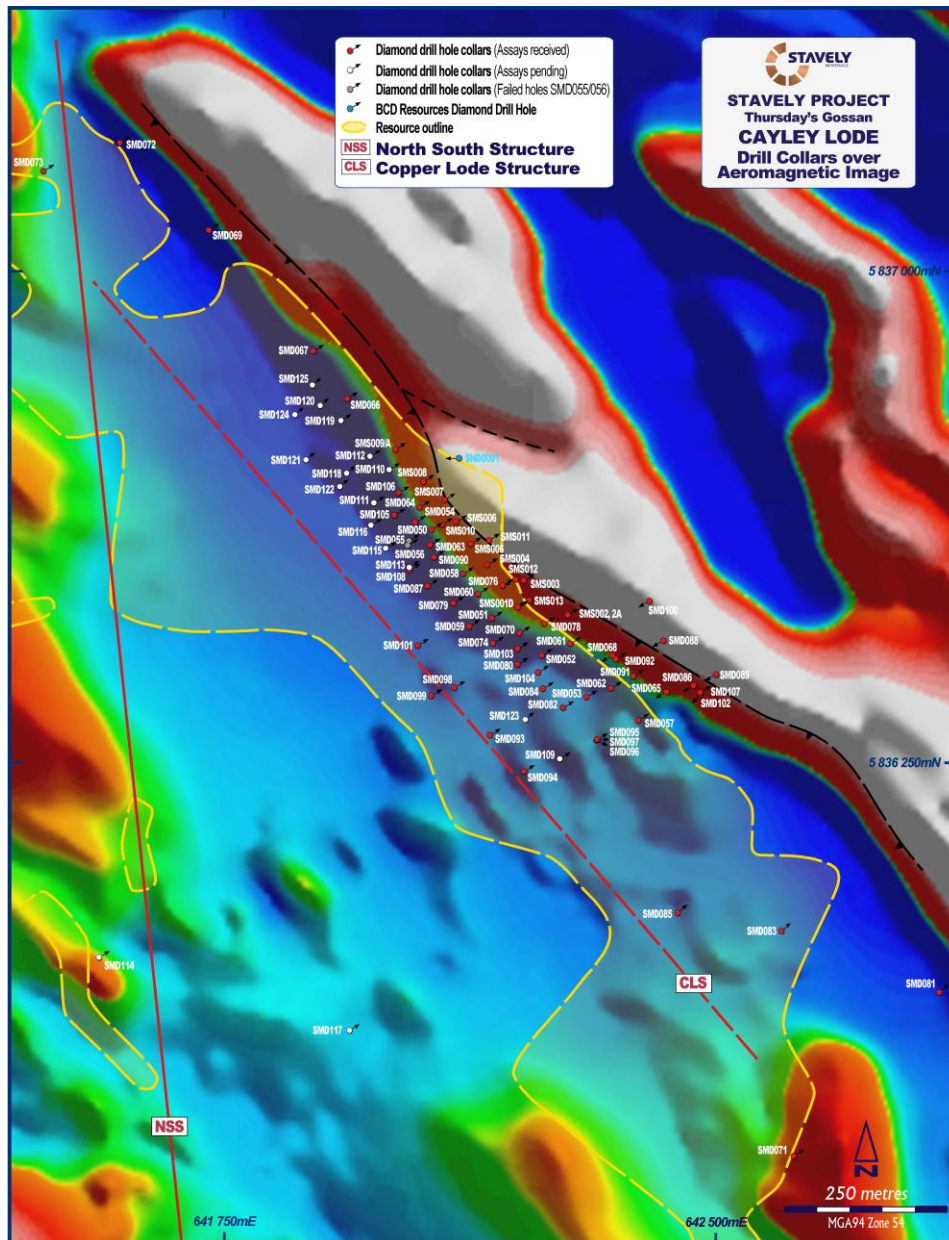 Diamond drill hole collars (Assays received)
Diamond drill hole collars (Assays pending)
Diamond drill hole collars (Failed holes SMD055/056)
BCD Resources Diamond Drill Hole
Resource outline
NSS North South Structure
CLS Copper Lode Structure
STAVELY
MINERALS
STAVELY PROJECT
Thursday's Gossan
CAYLEY LODE
Drill Collars over
Aeromagnetic Image
SMD072
SMD073
SMD069
5 837 000mN
SMD067
SMD125
SMD120
SMD066
SMD124
SMD119
SMS009A
SMD112
SMD121
SMD110
SMD118
SMS008
SMD122
SMD106
SMS007
SMD111
SMD064
SMD054
SMD105
SMS006
SMD116
SMD050
SMS010
SMD055
SMD063
SMS011
SMD115
SMS005
SMD056
SMD090
SMS004
SMD113
SMD058
SMS012
SMD108
SMD076
SMS003
SMD087
SMD060
SMD079
SMS001D
SMS013
SMD100
SMD051
SMS002, 2A
SMD059
SMD070
SMD078
SMD101
SMD074
SMD061
SMD088
SMD103
SMD068
SMD080
SMD052
SMD092
SMD104
SMD091
SMD089
SMD098
SMD086
SMD099
SMD084
SMD053
SMD062
SMD065
SMD107
SMD082
SMD102
SMD123
SMD057
SMD093
SMD095
SMD097
SMD096
SMD109
5 836 250mN
SMD094
SMD085
SMD083
SMD114
CLS
SMD081
SMD117
NSS
SMD071
N
250 metres
MGA94 Zone 54
641 750mE
642 500mE